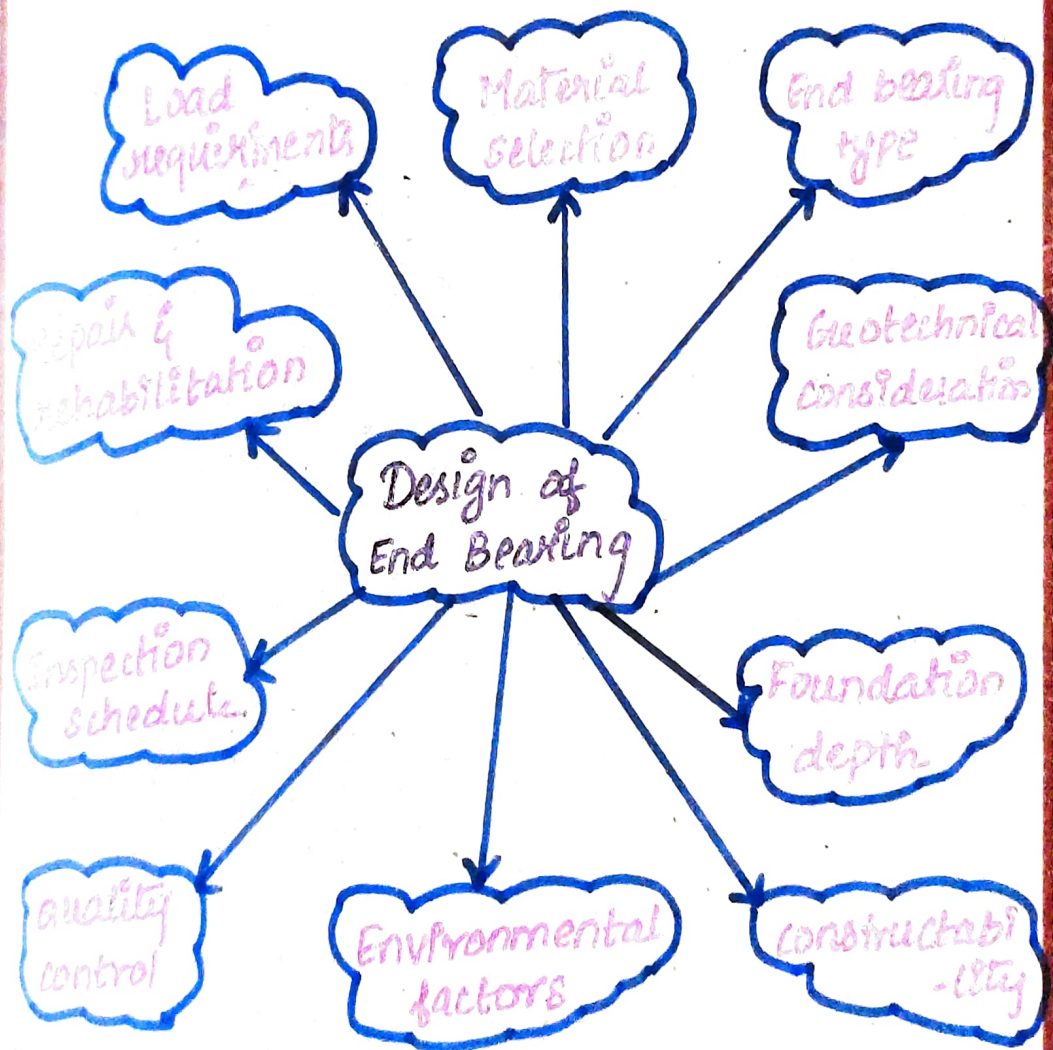 Load
requirments
Material
selection
End bearing
type
Repair &
rehabilitation
Geotechnical
consideration
Design of
End Bearing
Inspection
schedule
Foundation
depth
Quality
control
Environmental
factors
constructabi
-lity